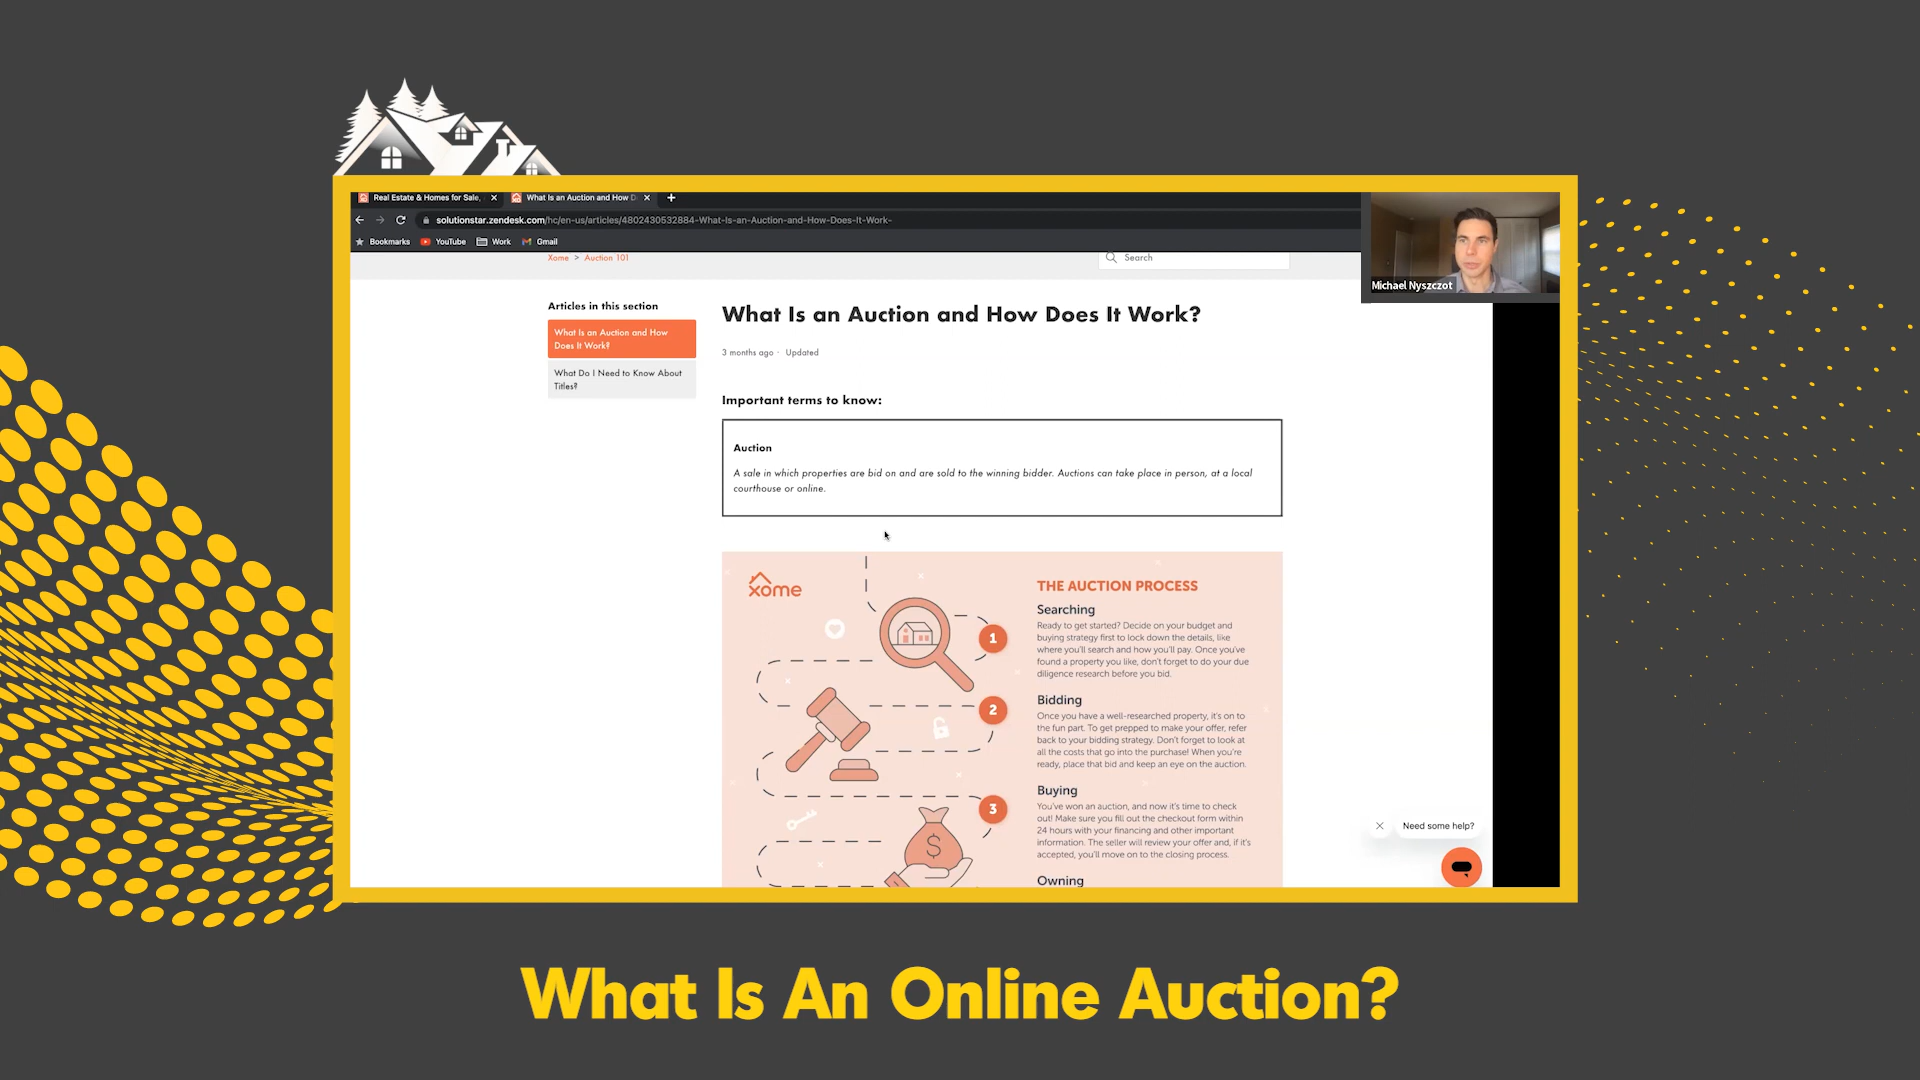 Real Estate & Homes for Sale,
What Is an Auction and How D
solutionstar.zendesk.com/hc/en-us/articles/4802430532884-What-Is-an-Auction-and-How-Does-It-Work-
Bookmarks YouTube Work Gmail
Michael Nyszczot
Xome > Auction 101
Search
Articles in this section
What Is an Auction and How
Does It Work?
What Do I Need to Know About
Titles?
What Is an Auction and How Does It Work?
3 months ago · Updated
Important terms to know:
Auction
A sale in which properties are bid on and are sold to the winning bidder. Auctions can take place in person, at a local
courthouse or online.
xome
1
2
3
$
THE AUCTION PROCESS
Searching
Ready to get started? Decide on your budget and
buying strategy first to lock down the details, like
where you'll search and how you'll pay. Once you've
found a property you like, don't forget to do your due
diligence research before you bid.
Bidding
Once you have a well-researched property, it's on to
the fun part. To get prepped to make your offer, refer
back to your bidding strategy. Don't forget to look at
all the costs that go into the purchase! When you're
ready, place that bid and keep an eye on the auction.
Buying
You've won an auction, and now it's time to check
out! Make sure you fill out the checkout form within
24 hours with your financing and other important
information. The seller will review your offer and, if it's
accepted, you'll move on to the closing process.
Owning
Need some help?
What Is An Online Auction?